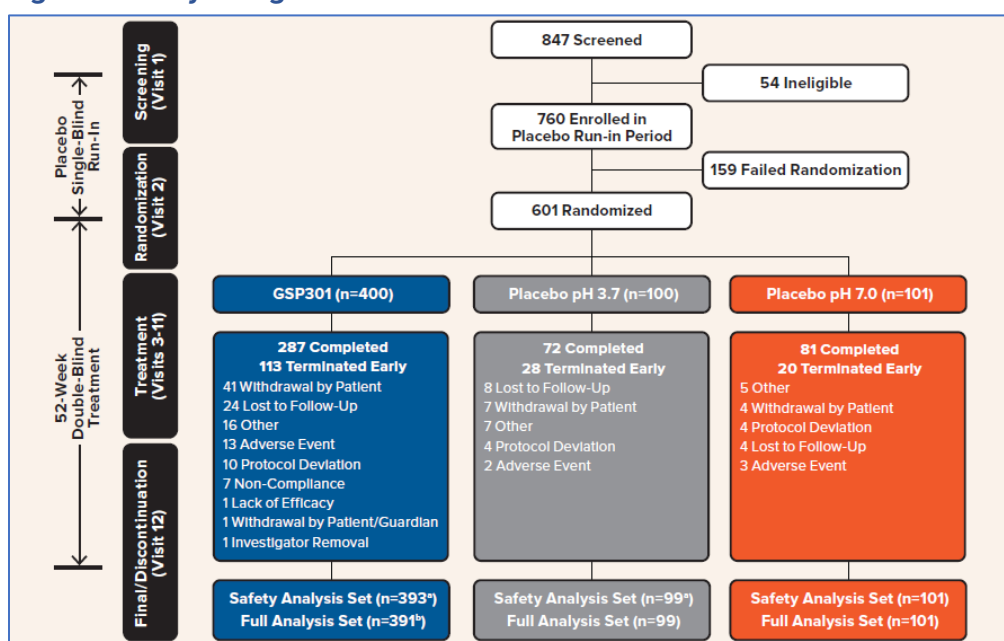 847 Screened
54 Ineligible
760 Enrolled in
Placebo Run-in Period
159 Failed Randomization
601 Randomized
Placebo
Single-Blind
Run-In
52-Week
Double-Blind
Treatment
Screening
(Visit 1)
Randomization
(Visit 2)
Treatment
(Visits 3-11)
Final/Discontinuation
(Visit 12)
GSP301 (n=400)
287 Completed
113 Terminated Early
41 Withdrawal by Patient
24 Lost to Follow-Up
16 Other
13 Adverse Event
10 Protocol Deviation
7 Non-Compliance
1 Lack of Efficacy
1 Withdrawal by Patient/Guardian
1 Investigator Removal
Safety Analysis Set (n=393ᵃ)
Full Analysis Set (n=391ᵇ)
Placebo pH 3.7 (n=100)
72 Completed
28 Terminated Early
8 Lost to Follow-Up
7 Withdrawal by Patient
7 Other
4 Protocol Deviation
2 Adverse Event
Safety Analysis Set (n=99ᵃ)
Full Analysis Set (n=99)
Placebo pH 7.0 (n=101)
81 Completed
20 Terminated Early
5 Other
4 Withdrawal by Patient
4 Protocol Deviation
4 Lost to Follow-Up
3 Adverse Event
Safety Analysis Set (n=101)
Full Analysis Set (n=101)